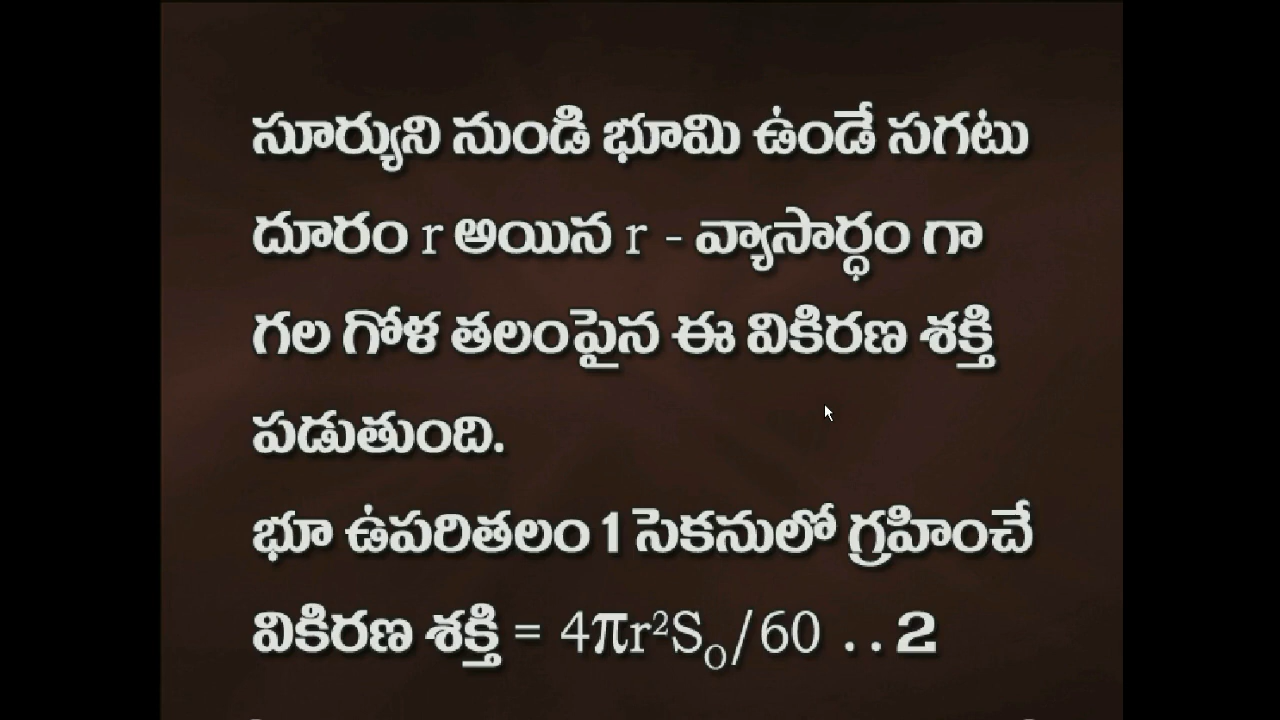 సూర్యుని నుండి భూమి ఉండే సగటు
దూరం r అయిన r - వ్యాసార్ధం గా
గల గోళ తలంపైన ఈ వికిరణ శక్తి
పడుతుంది.
భూ ఉపరితలం 1 సెకనులో గ్రహించే
వికిరణ శక్తి = 4πr²S₀/60 . . 2